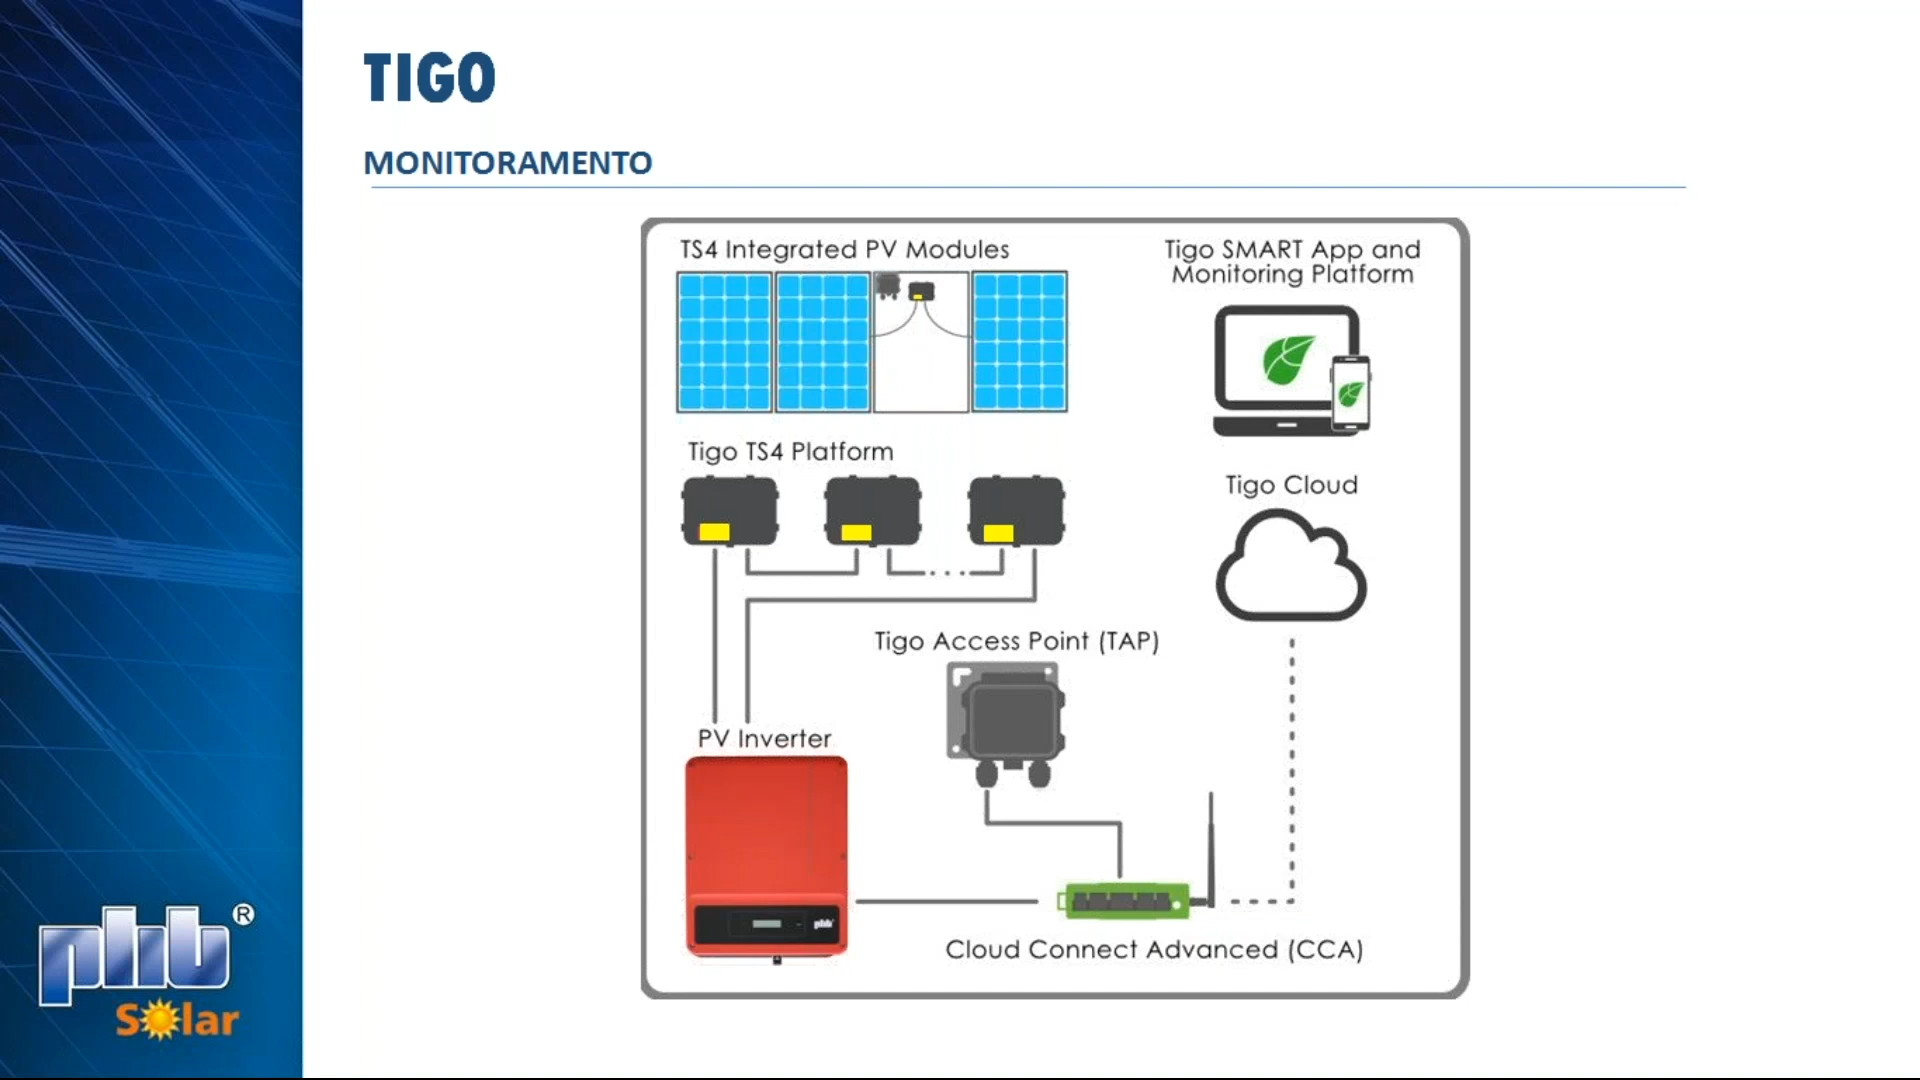 TIGO
MONITORAMENTO
TS4 Integrated PV Modules
Tigo SMART App and
Monitoring Platform
Tigo TS4 Platform
Tigo Cloud
Tigo Access Point (TAP)
PV Inverter
phb
Cloud Connect Advanced (CCA)
phb®
Solar